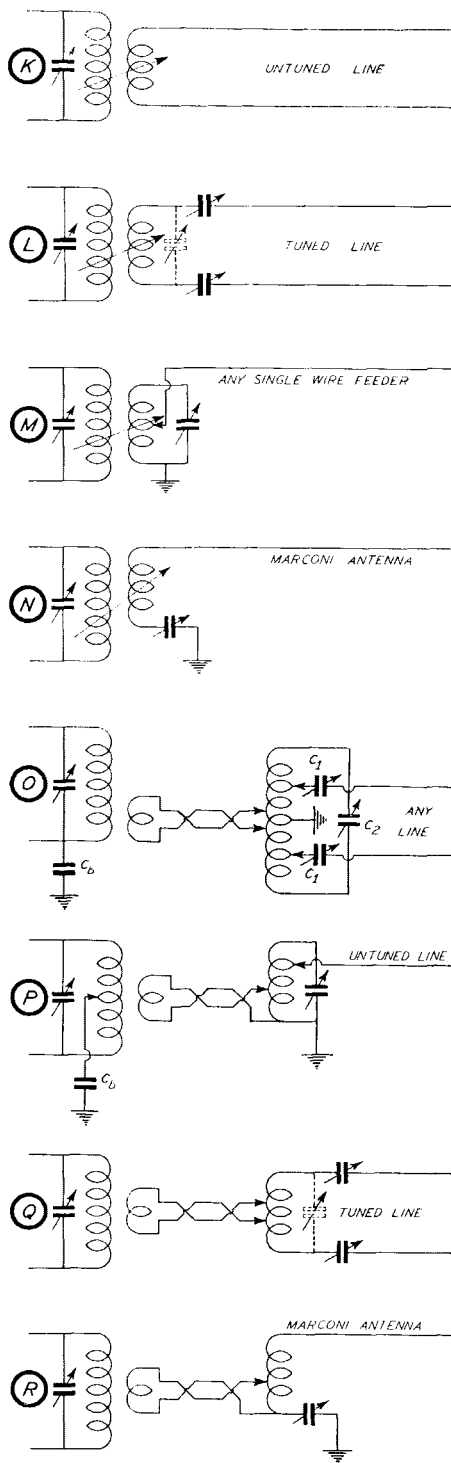 K
UNTUNED LINE
L
TUNED LINE
M
ANY SINGLE WIRE FEEDER
N
MARCONI ANTENNA
O
C1
C2
ANY
LINE
C1
Cb
P
UNTUNED LINE
Cb
Q
TUNED LINE
R
MARCONI ANTENNA